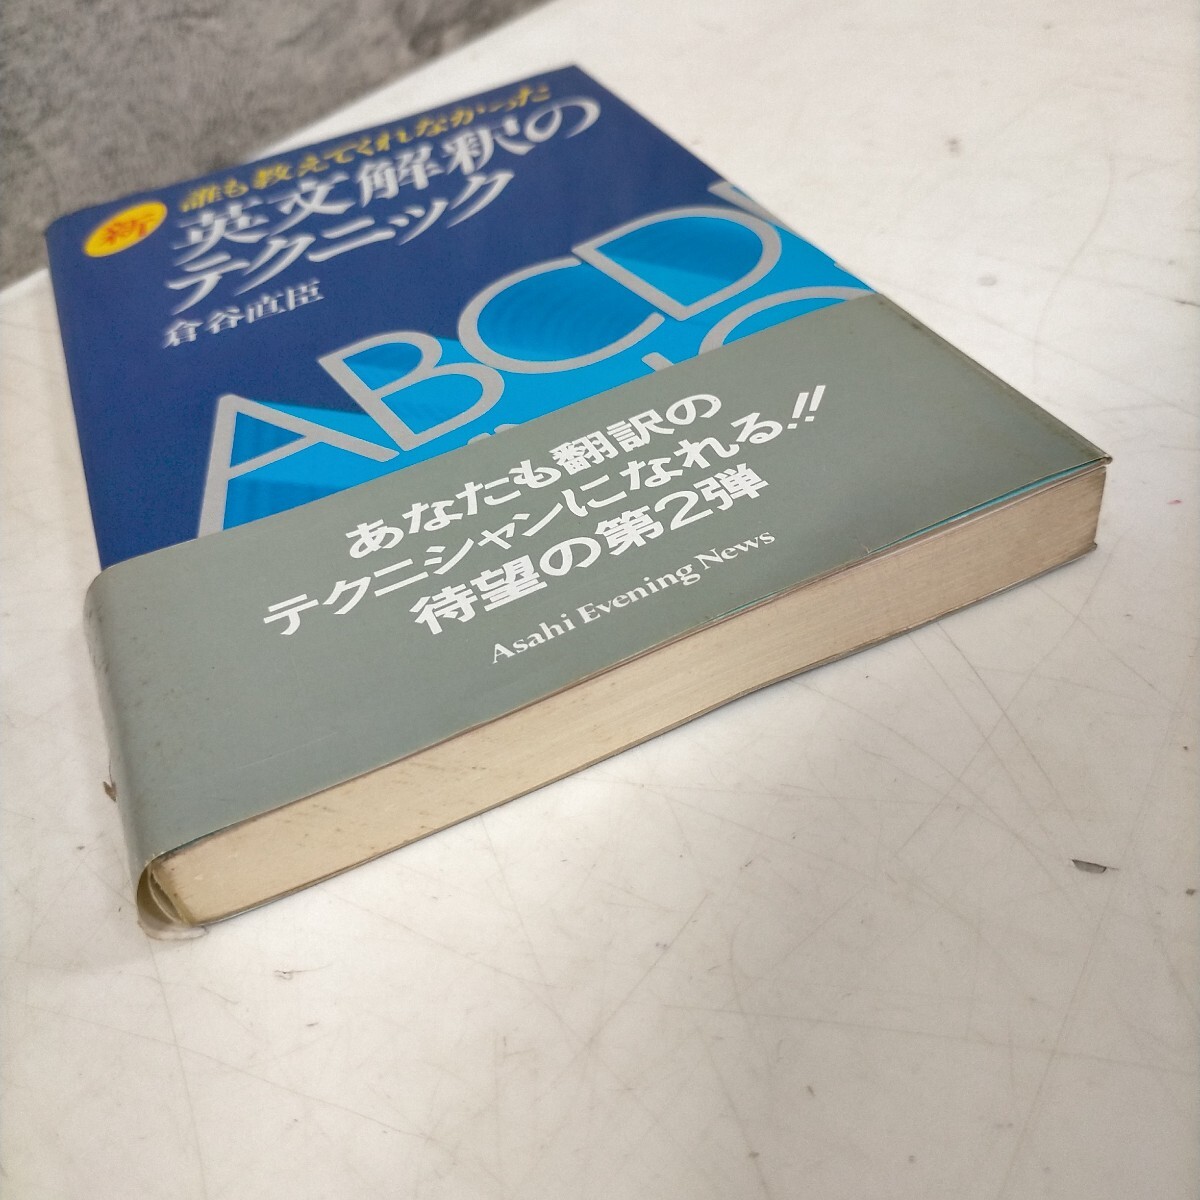 誰も教えてくれなかった
新
英文解釈の
テクニック
倉谷直臣
ABCD
あなたも翻訳の
テクニシャンになれる!!
待望の第2弾
Asahi Evening News